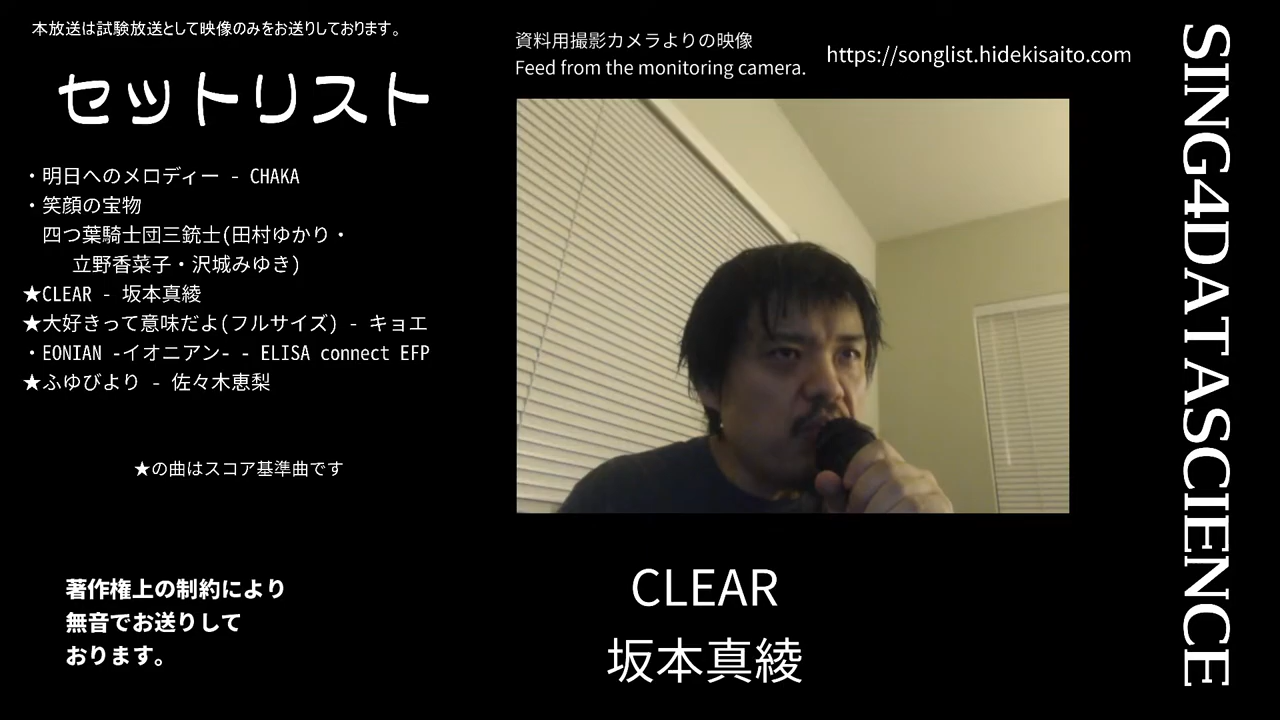 本放送は試験放送として映像のみをお送りしております。
セットリスト
・明日へのメロディー - CHAKA
・笑顔の宝物
四つ葉騎士団三銃士(田村ゆかり・
立野香菜子・沢城みゆき)
★CLEAR - 坂本真綾
★大好きって意味だよ(フルサイズ) - キョエ
・EONIAN -イオニアン- - ELISA connect EFP
★ふゆびより - 佐々木恵梨
★の曲はスコア基準曲です
著作権上の制約により
無音でお送りして
おります。
資料用撮影カメラよりの映像
Feed from the monitoring camera.
https://songlist.hidekisaito.com
CLEAR
坂本真綾
SING4DATASCIENCE